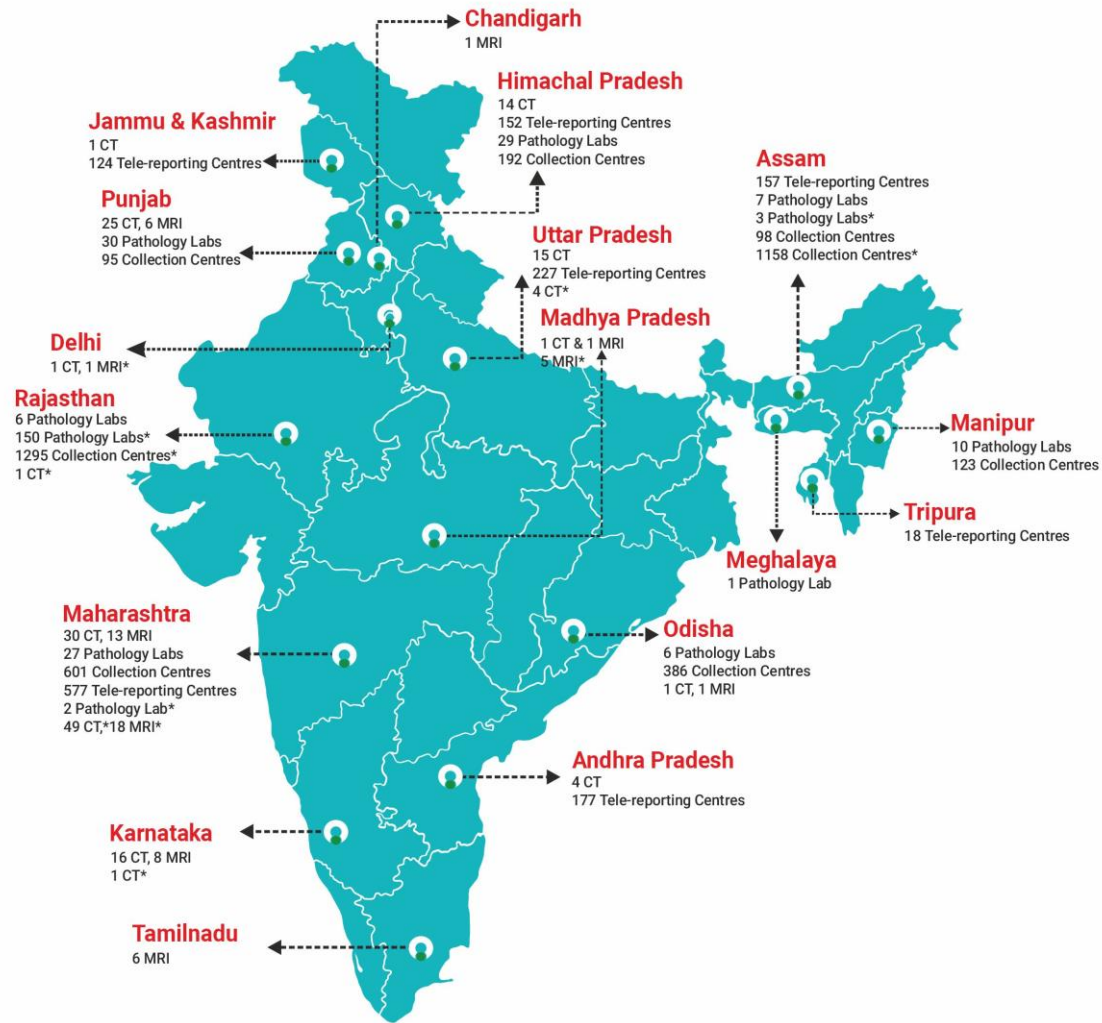 Chandigarh
1 MRI
Himachal Pradesh
14 CT
152 Tele-reporting Centres
29 Pathology Labs
192 Collection Centres
Jammu & Kashmir
1 CT
124 Tele-reporting Centres
Assam
157 Tele-reporting Centres
7 Pathology Labs
3 Pathology Labs*
98 Collection Centres
1158 Collection Centres*
Punjab
25 CT, 6 MRI
30 Pathology Labs
95 Collection Centres
Uttar Pradesh
15 CT
227 Tele-reporting Centres
4 CT*
Madhya Pradesh
1 CT & 1 MRI
5 MRI*
Delhi
1 CT, 1 MRI*
Rajasthan
6 Pathology Labs
150 Pathology Labs*
1295 Collection Centres*
1 CT*
Manipur
10 Pathology Labs
123 Collection Centres
Tripura
18 Tele-reporting Centres
Meghalaya
1 Pathology Lab
Maharashtra
30 CT, 13 MRI
27 Pathology Labs
601 Collection Centres
577 Tele-reporting Centres
2 Pathology Lab*
49 CT,*18 MRI*
Odisha
6 Pathology Labs
386 Collection Centres
1 CT, 1 MRI
Andhra Pradesh
4 CT
177 Tele-reporting Centres
Karnataka
16 CT, 8 MRI
1 CT*
Tamilnadu
6 MRI